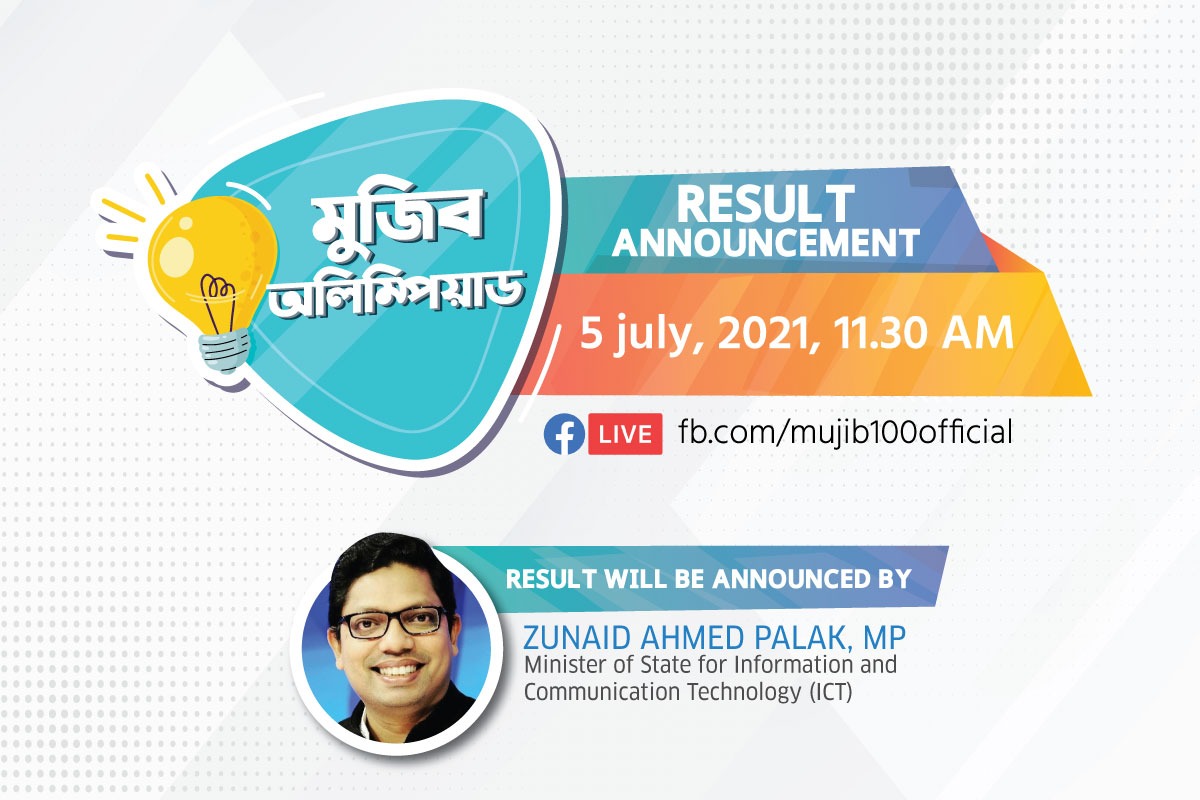 মুজিব
অলিম্পিয়াড
RESULT
ANNOUNCEMENT
5 july, 2021, 11.30 AM
LIVE fb.com/mujib100official
RESULT WILL BE ANNOUNCED BY
ZUNAID AHMED PALAK, MP
Minister of State for Information and
Communication Technology (ICT)